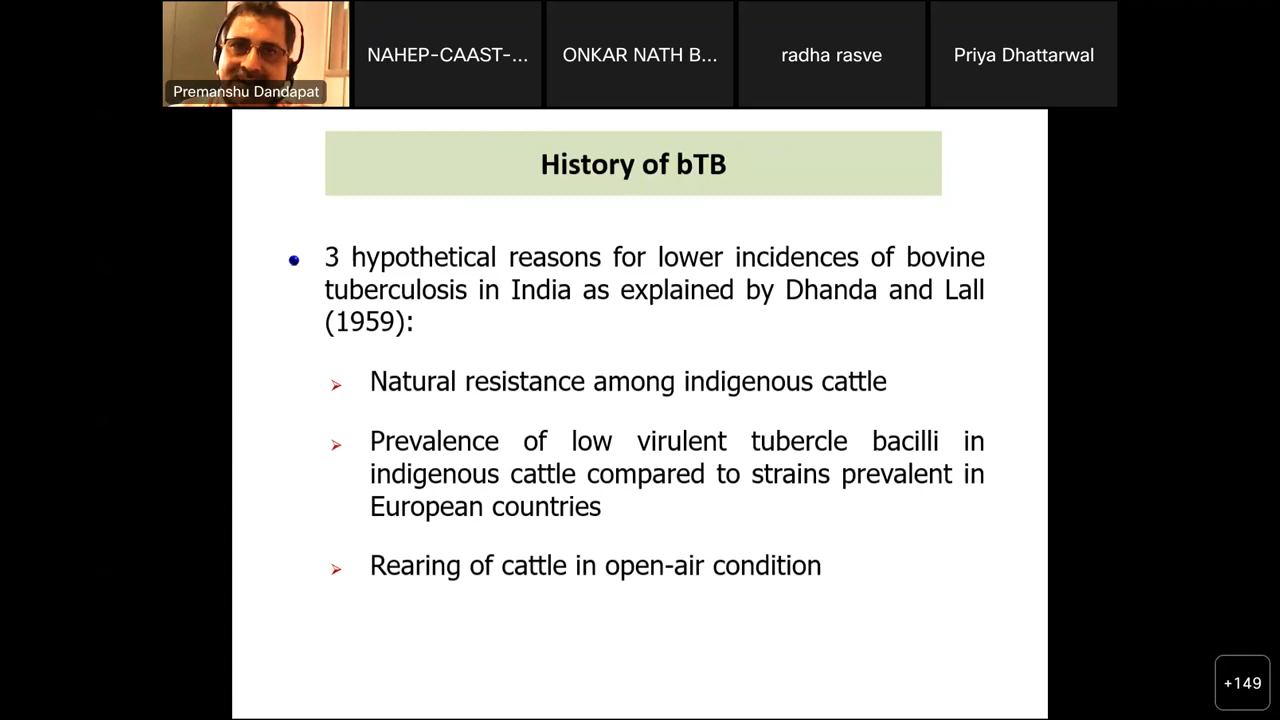 NAHEP-CAAST-...
ONKAR NATH B...
radha rasve
Priya Dhattarwal
Premanshu Dandapat
History of bTB
3 hypothetical reasons for lower incidences of bovine
tuberculosis in India as explained by Dhanda and Lall
(1959):
Natural resistance among indigenous cattle
Prevalence of low virulent tubercle bacilli in
indigenous cattle compared to strains prevalent in
European countries
Rearing of cattle in open-air condition
+149